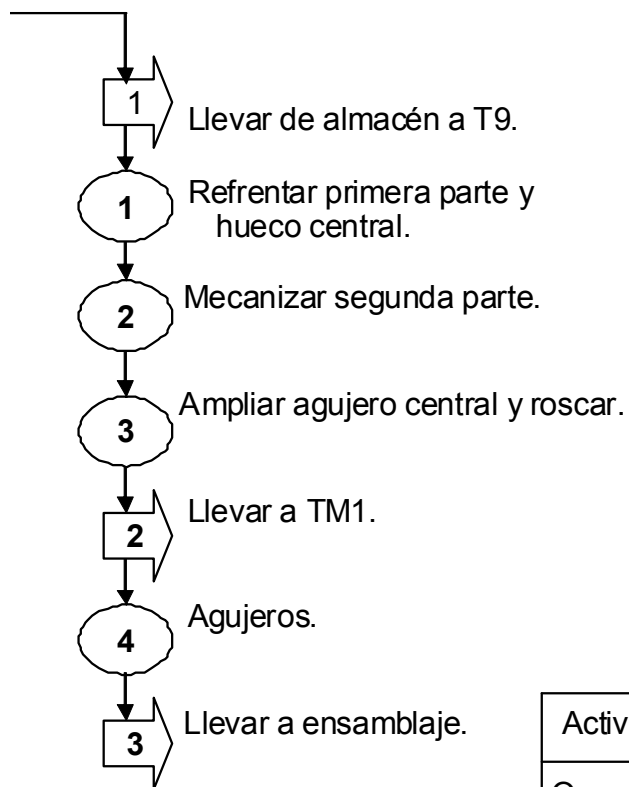 1
Llevar de almacén a T9.
1
Refrentar primera parte y
hueco central.
2
Mecanizar segunda parte.
3
Ampliar agujero central y roscar.
2
Llevar a TM1.
4
Agujeros.
3
Llevar a ensamblaje.
Activ